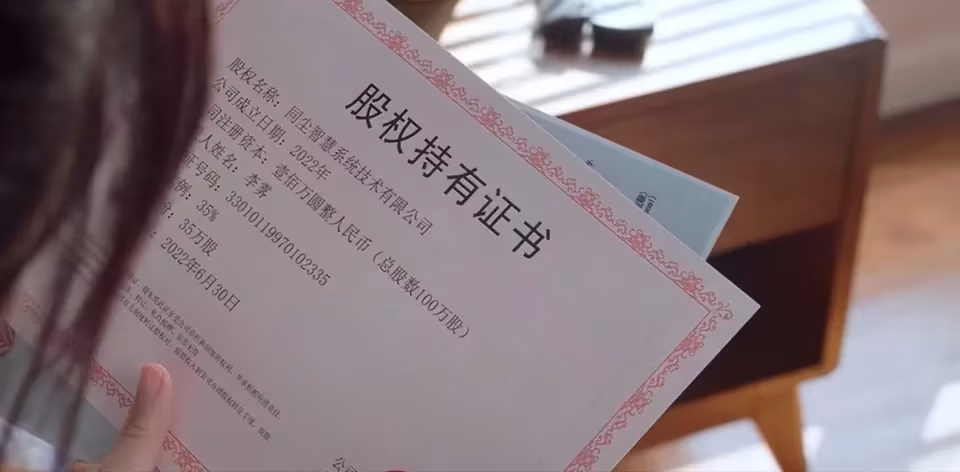 股权持有证书
股权名称：同尘智慧系统技术有限公司
公司成立日期：2022年
司注册资本：壹佰万圆整人民币（总股数100万股）
人姓名：李雾
证号码：330101199701022335
例：35%
分：35万股
：2022年6月30日
公司